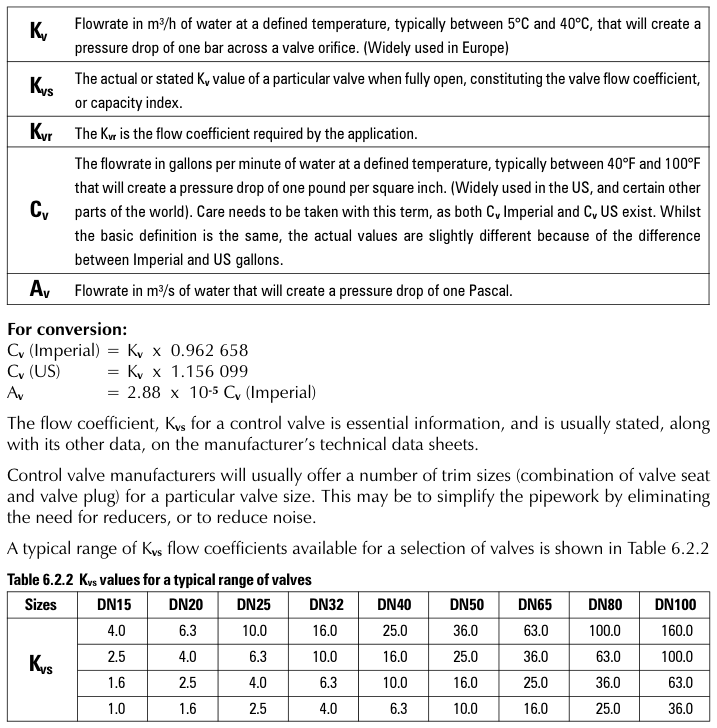 Kv
Flowrate in m³/h of water at a defined temperature, typically between 5°C and 40°C, that will create a
pressure drop of one bar across a valve orifice. (Widely used in Europe)
Kvs
The actual or stated Kv value of a particular valve when fully open, constituting the valve flow coefficient,
or capacity index.
Kvr
The Kvr is the flow coefficient required by the application.
Cv
The flowrate in gallons per minute of water at a defined temperature, typically between 40°F and 100°F
that will create a pressure drop of one pound per square inch. (Widely used in the US, and certain other
parts of the world). Care needs to be taken with this term, as both Cv Imperial and Cv US exist. Whilst
the basic definition is the same, the actual values are slightly different because of the difference
between Imperial and US gallons.
Av
Flowrate in m³/s of water that will create a pressure drop of one Pascal.
For conversion:
Cv (Imperial) = Kv x 0.962 658
Cv (US) = Kv x 1.156 099
Av = 2.88 x 10⁻⁵ Cv (Imperial)
The flow coefficient, Kvs for a control valve is essential information, and is usually stated, along
with its other data, on the manufacturer's technical data sheets.
Control valve manufacturers will usually offer a number of trim sizes (combination of valve seat
and valve plug) for a particular valve size. This may be to simplify the pipework by eliminating
the need for reducers, or to reduce noise.
A typical range of Kvs flow coefficients available for a selection of valves is shown in Table 6.2.2
Table 6.2.2 Kvs values for a typical range of valves
Sizes DN15 DN20 DN25 DN32 DN40 DN50 DN65 DN80 DN100
Kvs
4.0 6.3 10.0 16.0 25.0 36.0 63.0 100.0 160.0
2.5 4.0 6.3 10.0 16.0 25.0 36.0 63.0 100.0
1.6 2.5 4.0 6.3 10.0 16.0 25.0 36.0 63.0
1.0 1.6 2.5 4.0 6.3 10.0 16.0 25.0 36.0